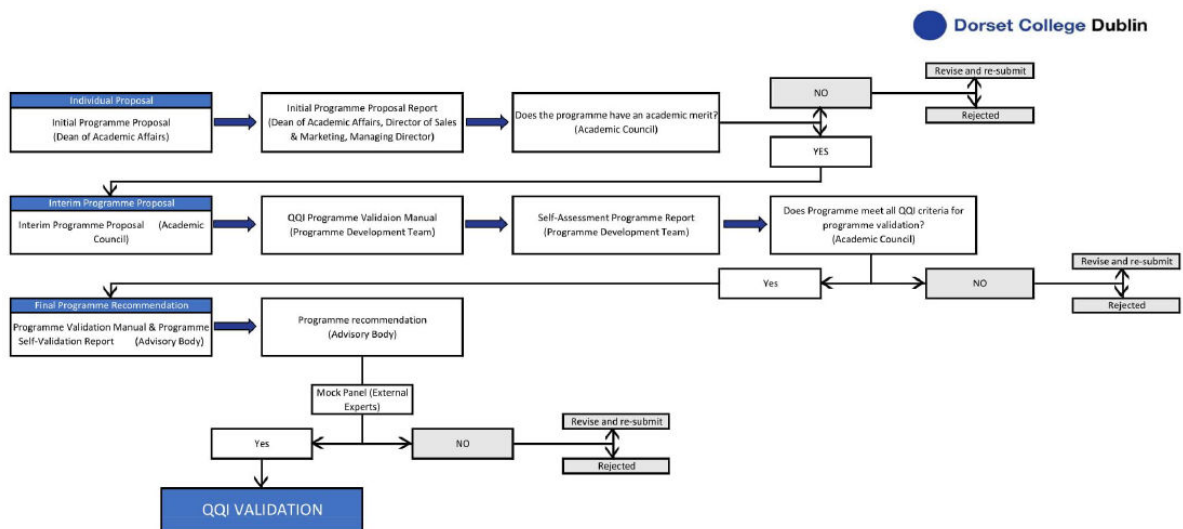 Dorset College Dublin
Revise and re-submit
Individual Proposal
Initial Programme Proposal
(Dean of Academic Affairs)
Initial Programme Proposal Report
(Dean of Academic Affairs, Director of Sales
& Marketing, Managing Director)
Does the programme have an academic merit?
(Academic Council)
NO
Rejected
YES
Interim Programme Proposal
Interim Programme Proposal (Academic
Council)
QQI Programme Validaion Manual
(Programme Development Team)
Self-Assessment Programme Report
(Programme Development Team)
Does Programme meet all QQI criteria for
programme validation?
(Academic Council)
Revise and re-submit
Yes
NO
Rejected
Final Programme Recommendation
Programme Validation Manual & Programme
Self-Validation Report (Advisory Body)
Programme recommendation
(Advisory Body)
Mock Panel (External
Experts)
Revise and re-submit
Yes
NO
Rejected
QQI VALIDATION